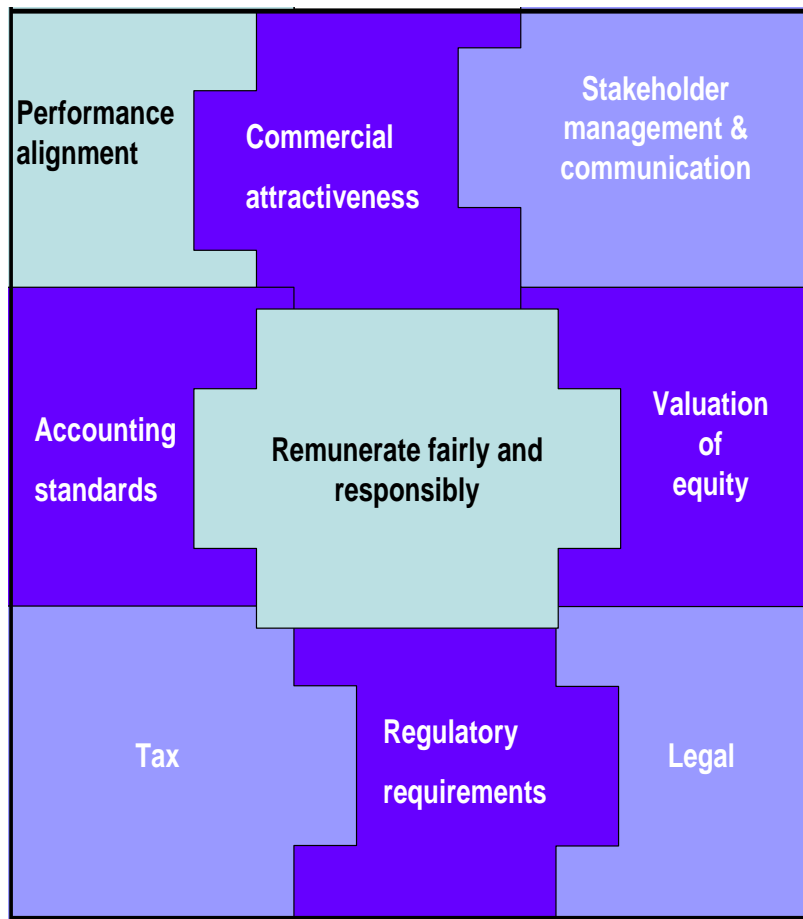 Performance
alignment
Commercial
attractiveness
Stakeholder
management &
communication
Accounting
standards
Remunerate fairly and
responsibly
Valuation
of
equity
Tax
Regulatory
requirements
Legal